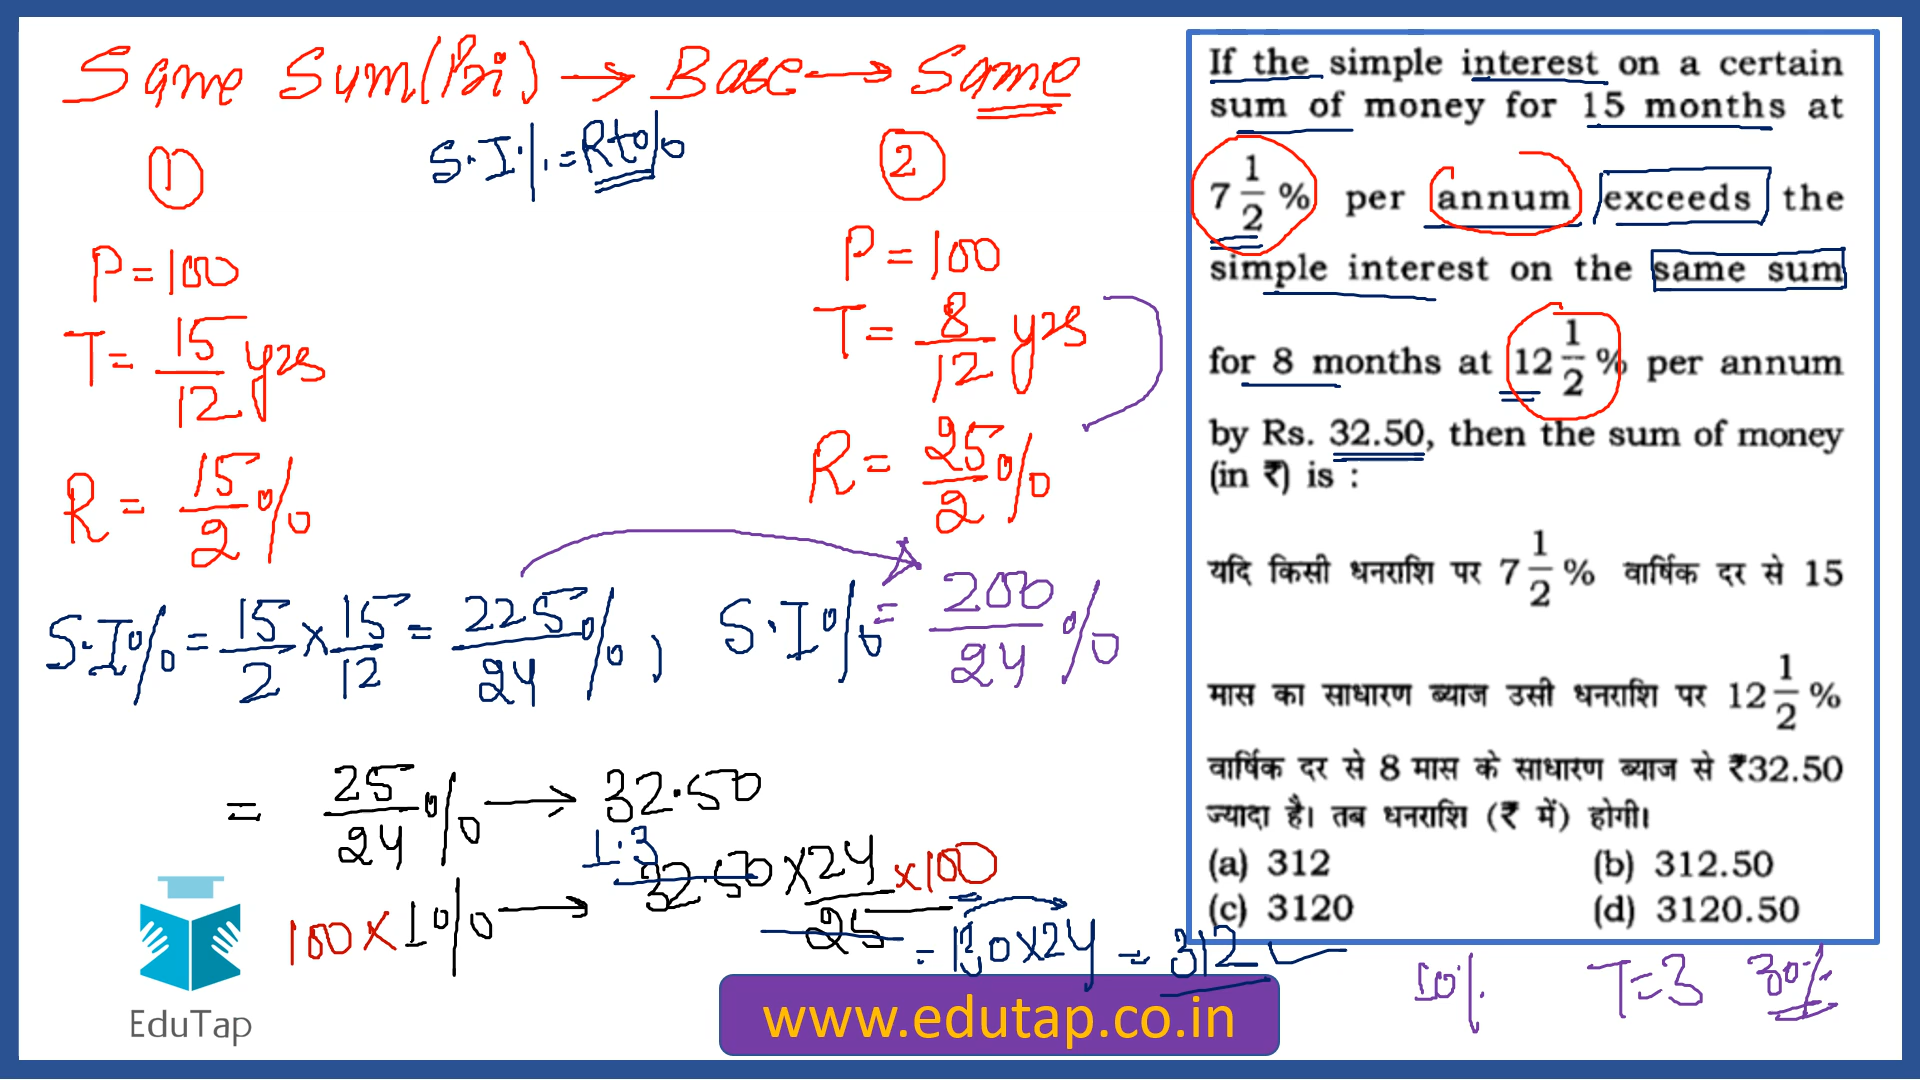 Same Sum(Pri) → Base → Same
S.I%. = Rt%
①
②
P = 100
T = 15/12 yrs
R = 15/2 %
P = 100
T = 8/12 yrs
R = 25/2 %
S.I% = 15/2 × 15/12 = 225/24 %, S.I% = 200/24 %
= 25/24 % → 32.50
1.3
100 × 1% → 32.50 × 24/25 × 100
= 130×24 = 312
EduTap
www.edutap.co.in
If the simple interest on a certain
sum of money for 15 months at
7 1/2 % per annum exceeds the
simple interest on the same sum
for 8 months at 12 1/2 % per annum
by Rs. 32.50, then the sum of money
(in ₹) is :
यदि किसी धनराशि पर 7 1/2 % वार्षिक दर से 15
मास का साधारण ब्याज उसी धनराशि पर 12 1/2 %
वार्षिक दर से 8 मास के साधारण ब्याज से ₹32.50
ज्यादा है। तब धनराशि (₹ में) होगी।
(a) 312 (b) 312.50
(c) 3120 (d) 3120.50
10% T=3 30%